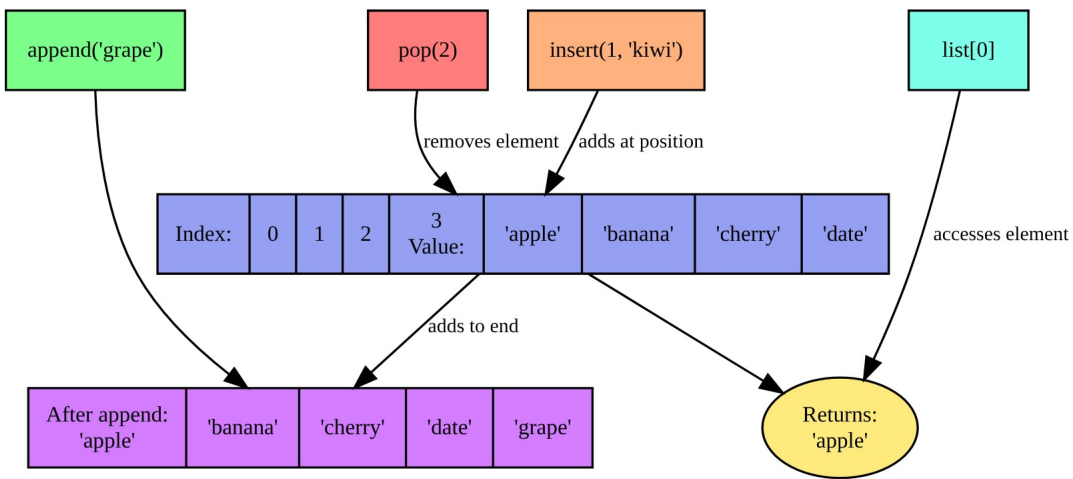 append('grape')
pop(2)
insert(1, 'kiwi')
list[0]
removes element
adds at position
Index:
0
1
2
3
Value:
'apple'
'banana'
'cherry'
'date'
accesses element
adds to end
After append:
'apple'
'banana'
'cherry'
'date'
'grape'
Returns:
'apple'